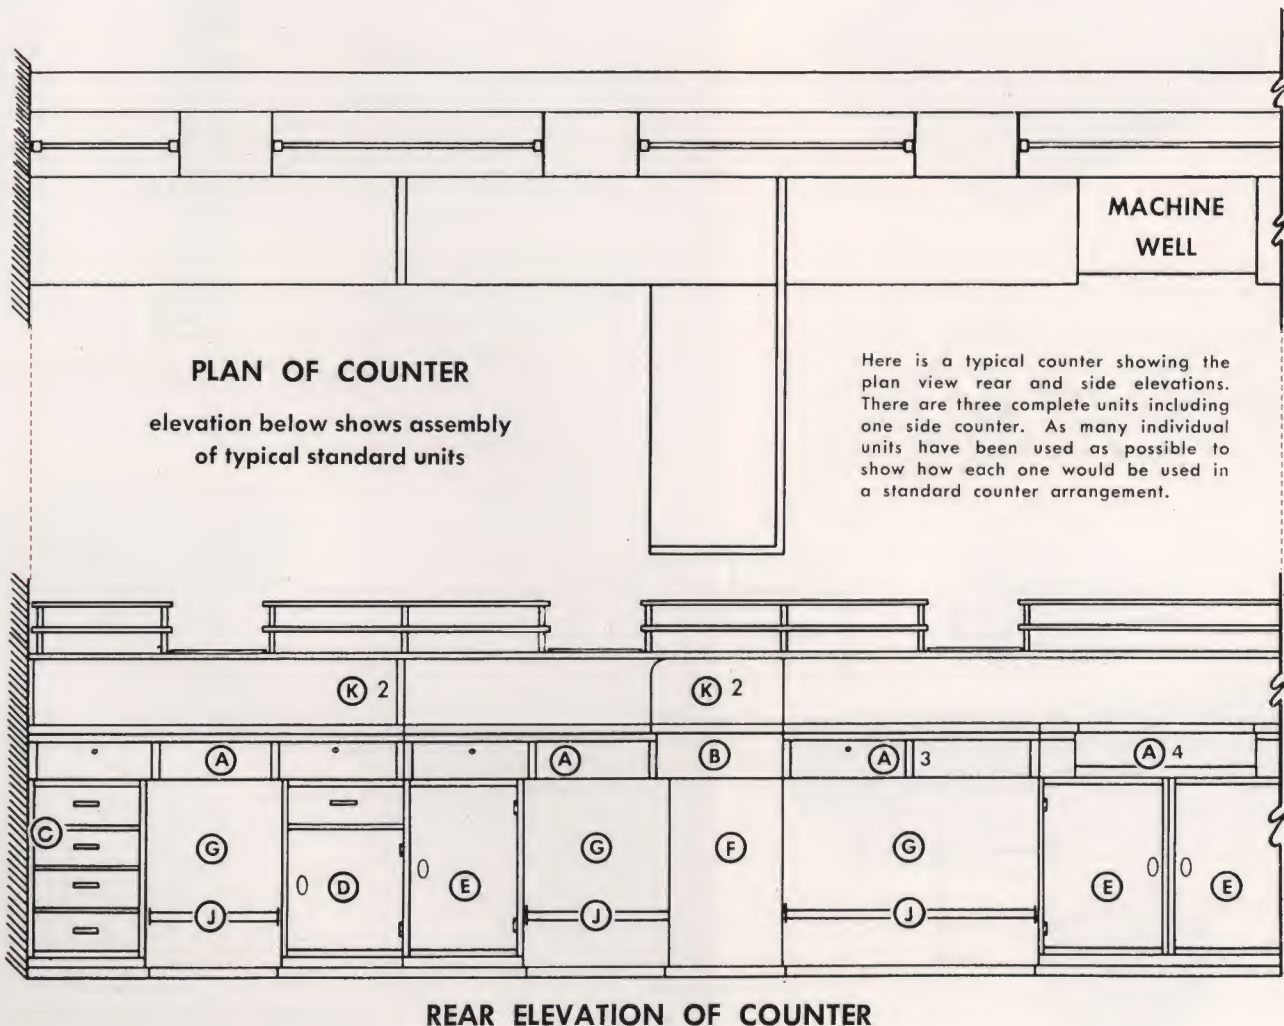 MACHINE
WELL
PLAN OF COUNTER
elevation below shows assembly
of typical standard units
Here is a typical counter showing the
plan view rear and side elevations.
There are three complete units including
one side counter. As many individual
units have been used as possible to
show how each one would be used in
a standard counter arrangement.
K 2
K 2
A
A
B
A 3
A 4
C
G
D
E
G
F
G
E
E
J
J
J
REAR ELEVATION OF COUNTER